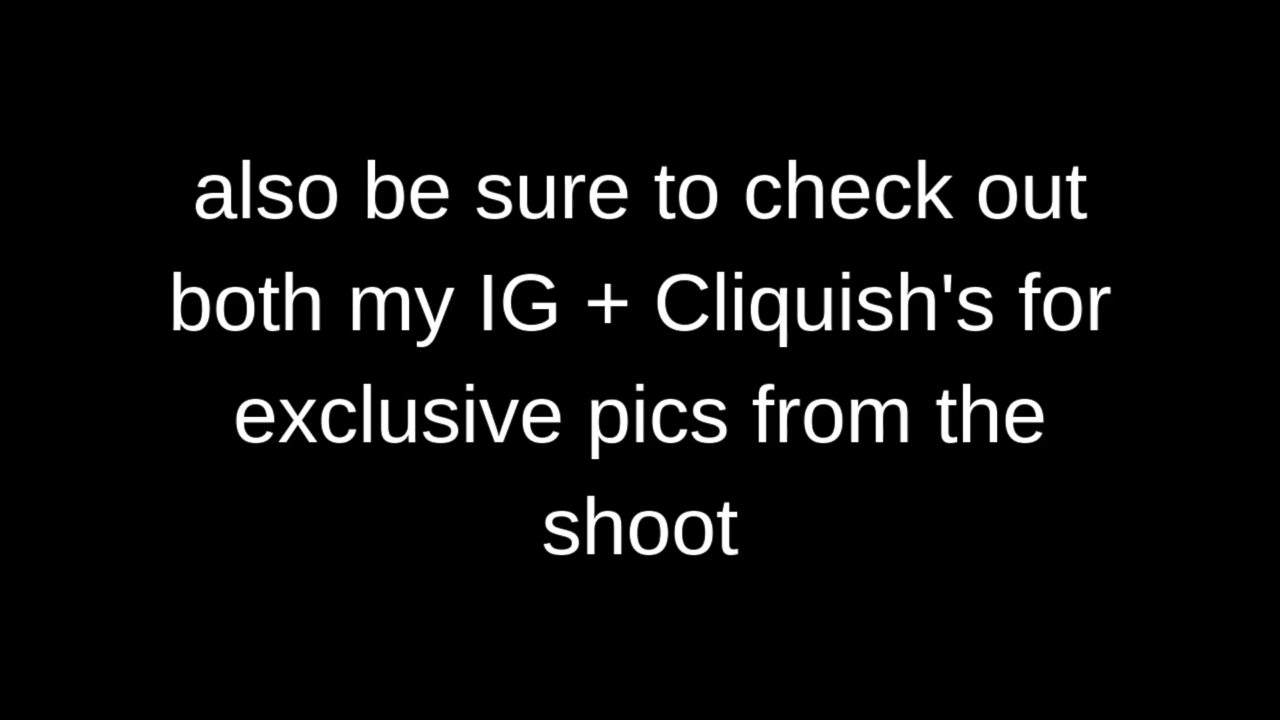 also be sure to check out
both my IG + Cliquish's for
exclusive pics from the
shoot